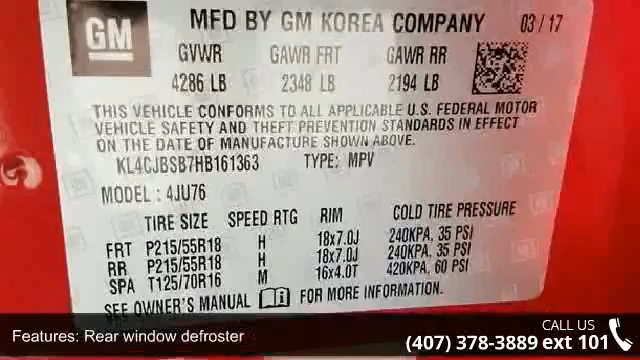 GM
MFD BY GM KOREA COMPANY 03/17
GVWR GAWR FRT GAWR RR
4286 LB 2348 LB 2194 LB
THIS VEHICLE CONFORMS TO ALL APPLICABLE U.S. FEDERAL MOTOR
VEHICLE SAFETY AND THEFT PREVENTION STANDARDS IN EFFECT
ON THE DATE OF MANUFACTURE SHOWN ABOVE.
KL4CJBSB7HB161363 TYPE: MPV
MODEL: 4JU76
TIRE SIZE SPEED RTG RIM COLD TIRE PRESSURE
FRT P215/55R18 H 18x7.0J 240KPA, 35 PSI
RR P215/55R18 H 18x7.0J 240KPA, 35 PSI
SPA T125/70R16 M 16x4.0T 420KPA, 60 PSI
SEE OWNER'S MANUAL FOR MORE INFORMATION.
Features: Rear window defroster
CALL US
(407) 378-3889 ext 101